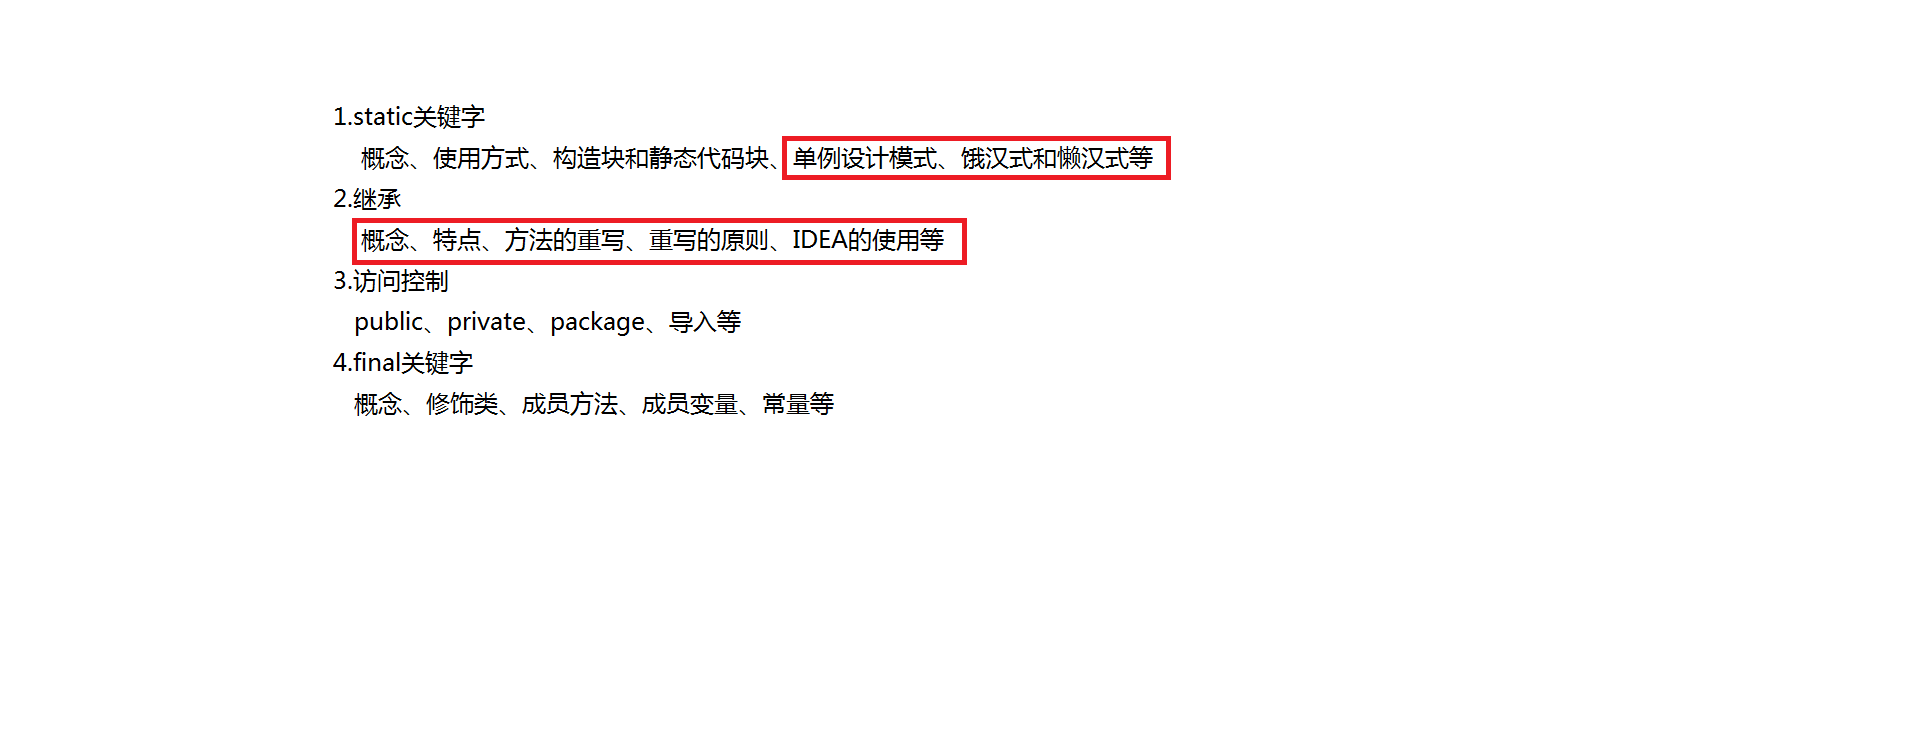 1.static关键字
概念、使用方式、构造块和静态代码块、单例设计模式、饿汉式和懒汉式等
2.继承
概念、特点、方法的重写、重写的原则、IDEA的使用等
3.访问控制
public、private、package、导入等
4.final关键字
概念、修饰类、成员方法、成员变量、常量等